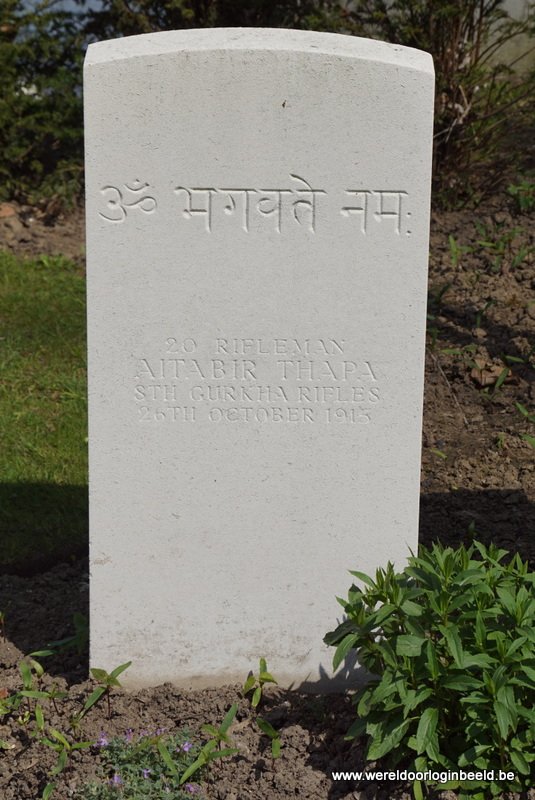 ॐ भगवते नमः
20 RIFLEMAN
AITABIR THAPA
8TH GURKHA RIFLES
26TH OCTOBER 1915
www.wereldoorloginbeeld.be